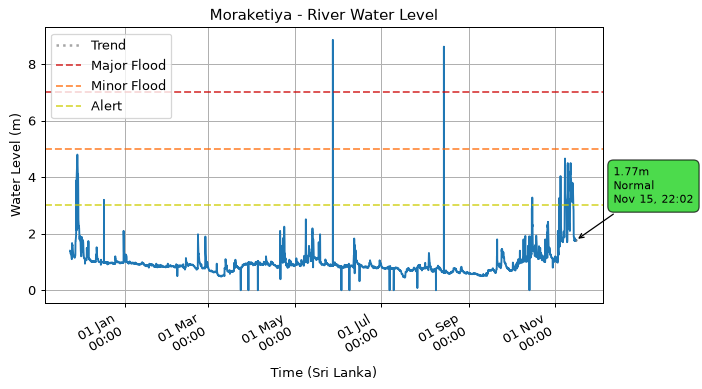 Moraketiya - River Water Level
Water Level (m)
8
6
4
2
0
Trend
Major Flood
Minor Flood
Alert
1.77m
Normal
Nov 15, 22:02
01 Jan
00:00
01 Mar
00:00
01 May
00:00
01 Jul
00:00
01 Sep
00:00
01 Nov
00:00
Time (Sri Lanka)